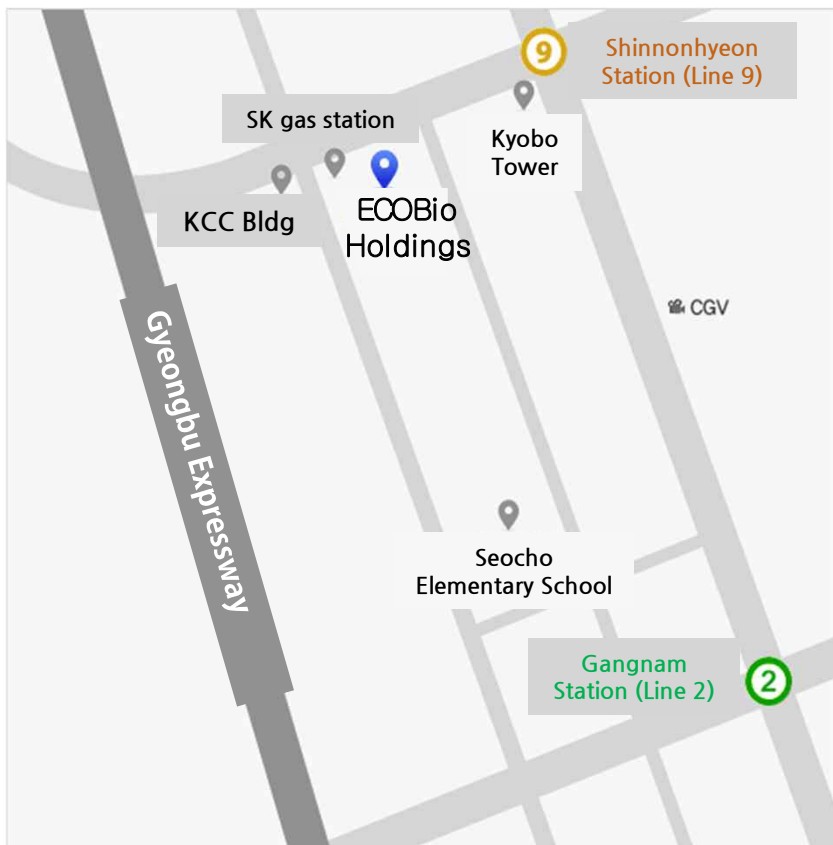 9
Shinnonhyeon
Station (Line 9)
SK gas station
Kyobo
Tower
KCC Bldg
ECOBio
Holdings
CGV
Gyeongbu Expressway
Seocho
Elementary School
Gangnam
Station (Line 2)
2